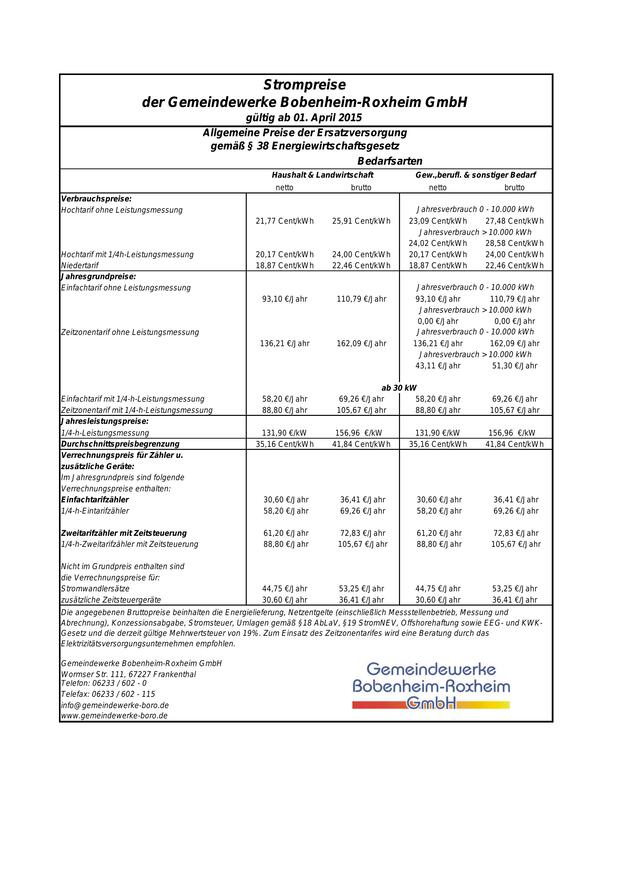 Strompreise
der Gemeindewerke Bobenheim-Roxheim GmbH
gültig ab 01. April 2015
Allgemeine Preise der Ersatzversorgung
gemäß § 38 Energiewirtschaftsgesetz
Bedarfsarten
Haushalt & Landwirtschaft Gew.,berufl. & sonstiger Bedarf
netto brutto netto brutto
Verbrauchspreise:
Hochtarif ohne Leistungsmessung Jahresverbrauch 0 - 10.000 kWh
21,77 Cent/kWh 25,91 Cent/kWh 23,09 Cent/kWh 27,48 Cent/kWh
Jahresverbrauch > 10.000 kWh
24,02 Cent/kWh 28,58 Cent/kWh
Hochtarif mit 1/4h-Leistungsmessung 20,17 Cent/kWh 24,00 Cent/kWh 20,17 Cent/kWh 24,00 Cent/kWh
Niedertarif 18,87 Cent/kWh 22,46 Cent/kWh 18,87 Cent/kWh 22,46 Cent/kWh
Jahresgrundpreise:
Einfachtarif ohne Leistungsmessung Jahresverbrauch 0 - 10.000 kWh
93,10 €/Jahr 110,79 €/Jahr 93,10 €/Jahr 110,79 €/Jahr
Jahresverbrauch > 10.000 kWh
0,00 €/Jahr 0,00 €/Jahr
Zeitzonentarif ohne Leistungsmessung Jahresverbrauch 0 - 10.000 kWh
136,21 €/Jahr 162,09 €/Jahr 136,21 €/Jahr 162,09 €/Jahr
Jahresverbrauch > 10.000 kWh
43,11 €/Jahr 51,30 €/Jahr
ab 30 kW
Einfachtarif mit 1/4-h-Leistungsmessung 58,20 €/Jahr 69,26 €/Jahr 58,20 €/Jahr 69,26 €/Jahr
Zeitzonentarif mit 1/4-h-Leistungsmessung 88,80 €/Jahr 105,67 €/Jahr 88,80 €/Jahr 105,67 €/Jahr
Jahresleistungspreise:
1/4-h-Leistungsmessung 131,90 €/kW 156,96 €/kW 131,90 €/kW 156,96 €/kW
Durchschnittspreisbegrenzung 35,16 Cent/kWh 41,84 Cent/kWh 35,16 Cent/kWh 41,84 Cent/kWh
Verrechnungspreis für Zähler u.
zusätzliche Geräte:
Im Jahresgrundpreis sind folgende
Verrechnungspreise enthalten:
Einfachtarifzähler 30,60 €/Jahr 36,41 €/Jahr 30,60 €/Jahr 36,41 €/Jahr
1/4-h-Eintarifzähler 58,20 €/Jahr 69,26 €/Jahr 58,20 €/Jahr 69,26 €/Jahr
Zweitarifzähler mit Zeitsteuerung 61,20 €/Jahr 72,83 €/Jahr 61,20 €/Jahr 72,83 €/Jahr
1/4-h-Zweitarifzähler mit Zeitsteuerung 88,80 €/Jahr 105,67 €/Jahr 88,80 €/Jahr 105,67 €/Jahr
Nicht im Grundpreis enthalten sind
die Verrechnungspreise für:
Stromwandlersätze 44,75 €/Jahr 53,25 €/Jahr 44,75 €/Jahr 53,25 €/Jahr
zusätzliche Zeitsteuergeräte 30,60 €/Jahr 36,41 €/Jahr 30,60 €/Jahr 36,41 €/Jahr
Die angegebenen Bruttopreise beinhalten die Energielieferung, Netzentgelte (einschließlich Messstellenbetrieb, Messung und
Abrechnung), Konzessionsabgabe, Stromsteuer, Umlagen gemäß §18 AbLaV, §19 StromNEV, Offshorehaftung sowie EEG- und KWK-
Gesetz und die derzeit gültige Mehrwertsteuer von 19%. Zum Einsatz des Zeitzonentarifes wird eine Beratung durch das
Elektrizitätsversorgungsunternehmen empfohlen.
Gemeindewerke Bobenheim-Roxheim GmbH
Wormser Str. 111, 67227 Frankenthal
Telefon: 06233 / 602 - 0
Telefax: 06233 / 602 - 115
info@gemeindewerke-boro.de
www.gemeindewerke-boro.de
Gemeindewerke
Bobenheim-Roxheim
GmbH